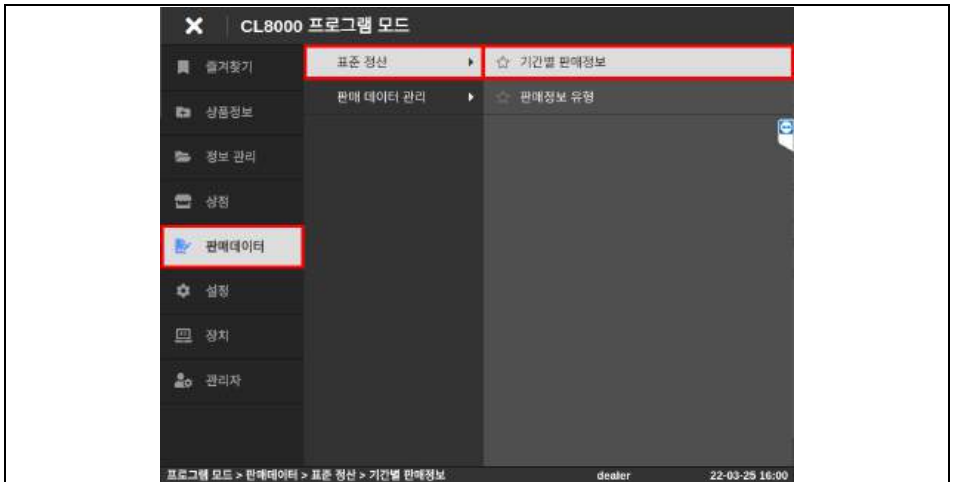 CL8000 프로그램 모드
즐겨찾기
표준 정산
기간별 판매정보
상품정보
판매 데이터 관리
판매정보 유형
정보 관리
상점
판매데이터
설정
장치
관리자
프로그램 모드 > 판매데이터 > 표준 정산 > 기간별 판매정보
dealer
22-03-25 16:00